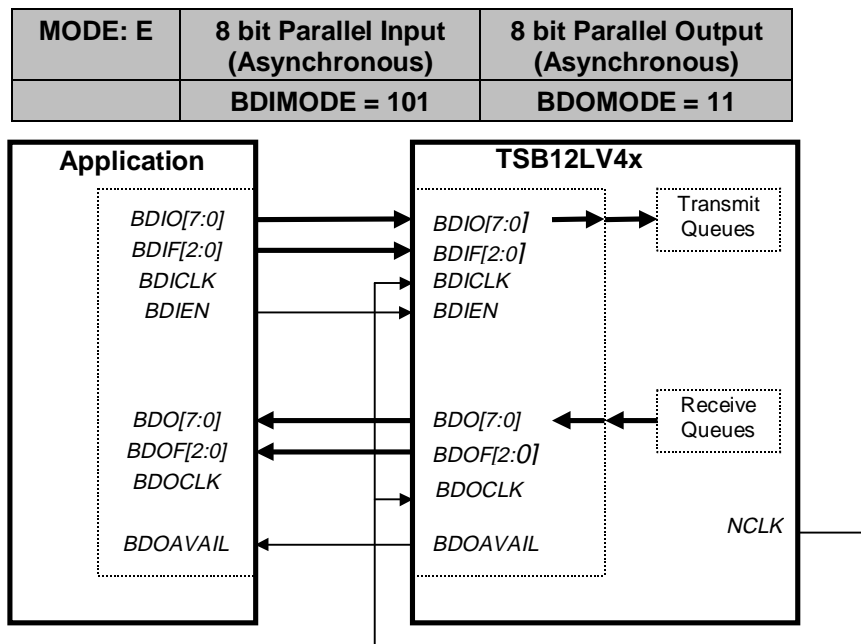 MODE: E
8 bit Parallel Input
(Asynchronous)
8 bit Parallel Output
(Asynchronous)
BDIMODE = 101
BDOMODE = 11
Application
BDIO[7:0]
BDIF[2:0]
BDICLK
BDIEN
BDO[7:0]
BDOF[2:0]
BDOCLK
BDOAVAIL
TSB12LV4x
BDIO[7:0]
BDIF[2:0]
BDICLK
BDIEN
BDO[7:0]
BDOF[2:0]
BDOCLK
BDOAVAIL
Transmit
Queues
Receive
Queues
NCLK